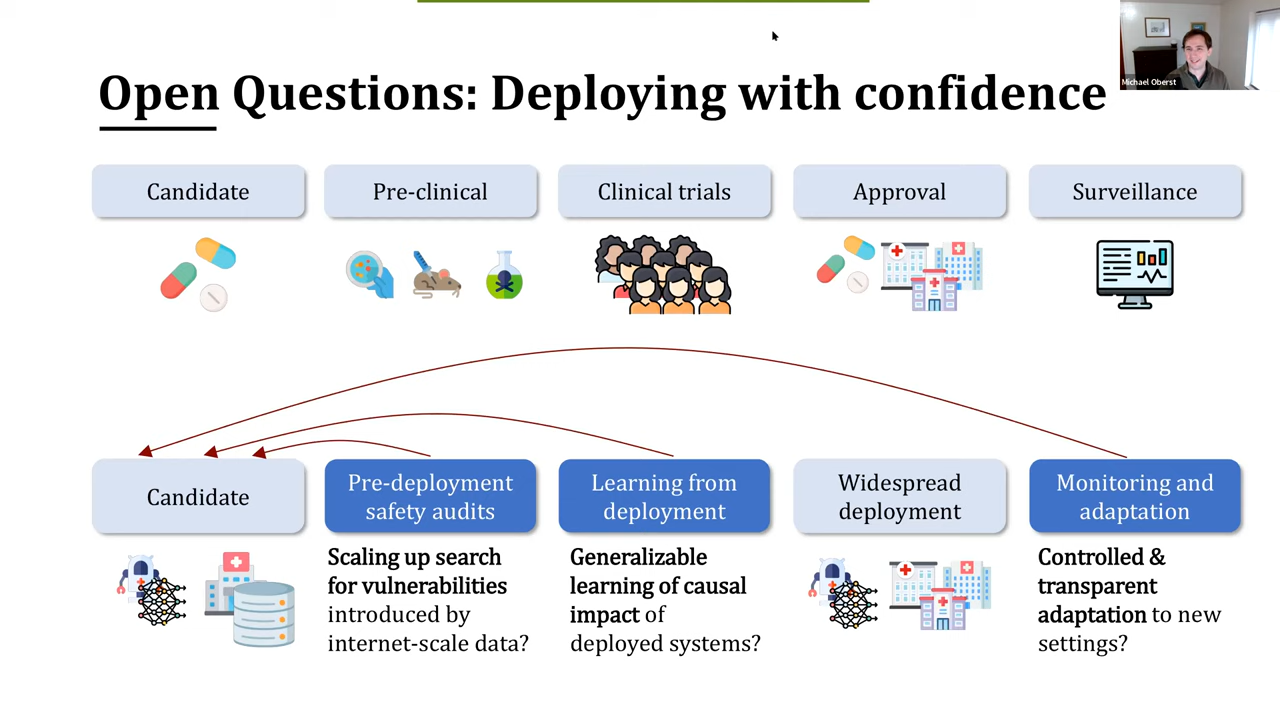 Michael Oberst
Open Questions: Deploying with confidence
Candidate
Pre-clinical
Clinical trials
Approval
Surveillance
Candidate
Pre-deployment
safety audits
Learning from
deployment
Widespread
deployment
Monitoring and
adaptation
Scaling up search
for vulnerabilities
introduced by
internet-scale data?
Generalizable
learning of causal
impact of
deployed systems?
Controlled &
transparent
adaptation to new
settings?